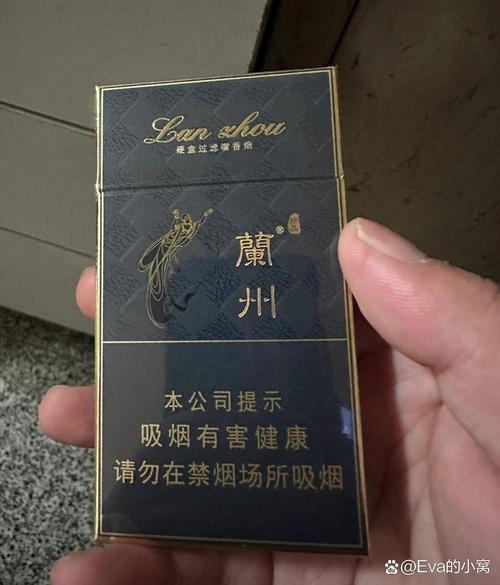 Lan zhou
硬盒过滤嘴香烟
蘭州®
本公司提示
吸烟有害健康
请勿在禁烟场所吸烟
@Eva的小窝